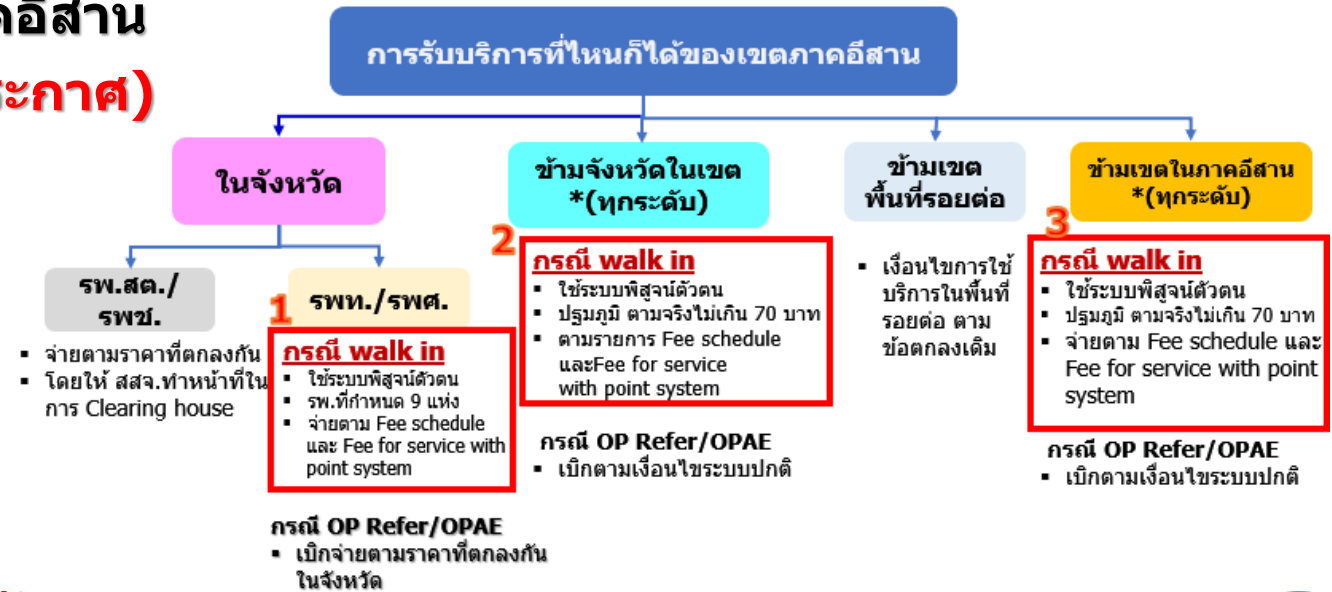 คอีสาน
ระกาศ)
การรับบริการที่ไหนก็ได้ของเขตภาคอีสาน
ในจังหวัด
รพ.สต./
รพช.
▪ จ่ายตามราคาที่ตกลงกัน
▪ โดยให้ สสจ.ทำหน้าที่ใน
การ Clearing house
1
รพท./รพศ.
กรณี walk in
▪ ใช้ระบบพิสูจน์ตัวตน
▪ รพ.ที่กำหนด 9 แห่ง
▪ จ่ายตาม Fee schedule
และ Fee for service with
point system
กรณี OP Refer/OPAE
▪ เบิกจ่ายตามราคาที่ตกลงกัน
ในจังหวัด
ข้ามจังหวัดในเขต
*(ทุกระดับ)
2
กรณี walk in
▪ ใช้ระบบพิสูจน์ตัวตน
▪ ปฐมภูมิ ตามจริงไม่เกิน 70 บาท
▪ ตามรายการ Fee schedule
และFee for service
with point system
กรณี OP Refer/OPAE
▪ เบิกตามเงื่อนไขระบบปกติ
ข้ามเขต
พื้นที่รอยต่อ
▪ เงื่อนไขการใช้
บริการในพื้นที่
รอยต่อ ตาม
ข้อตกลงเดิม
ข้ามเขตในภาคอีสาน
*(ทุกระดับ)
3
กรณี walk in
▪ ใช้ระบบพิสูจน์ตัวตน
▪ ปฐมภูมิ ตามจริงไม่เกิน 70 บาท
▪ จ่ายตาม Fee schedule และ
Fee for service with point
system
กรณี OP Refer/OPAE
▪ เบิกตามเงื่อนไขระบบปกติ